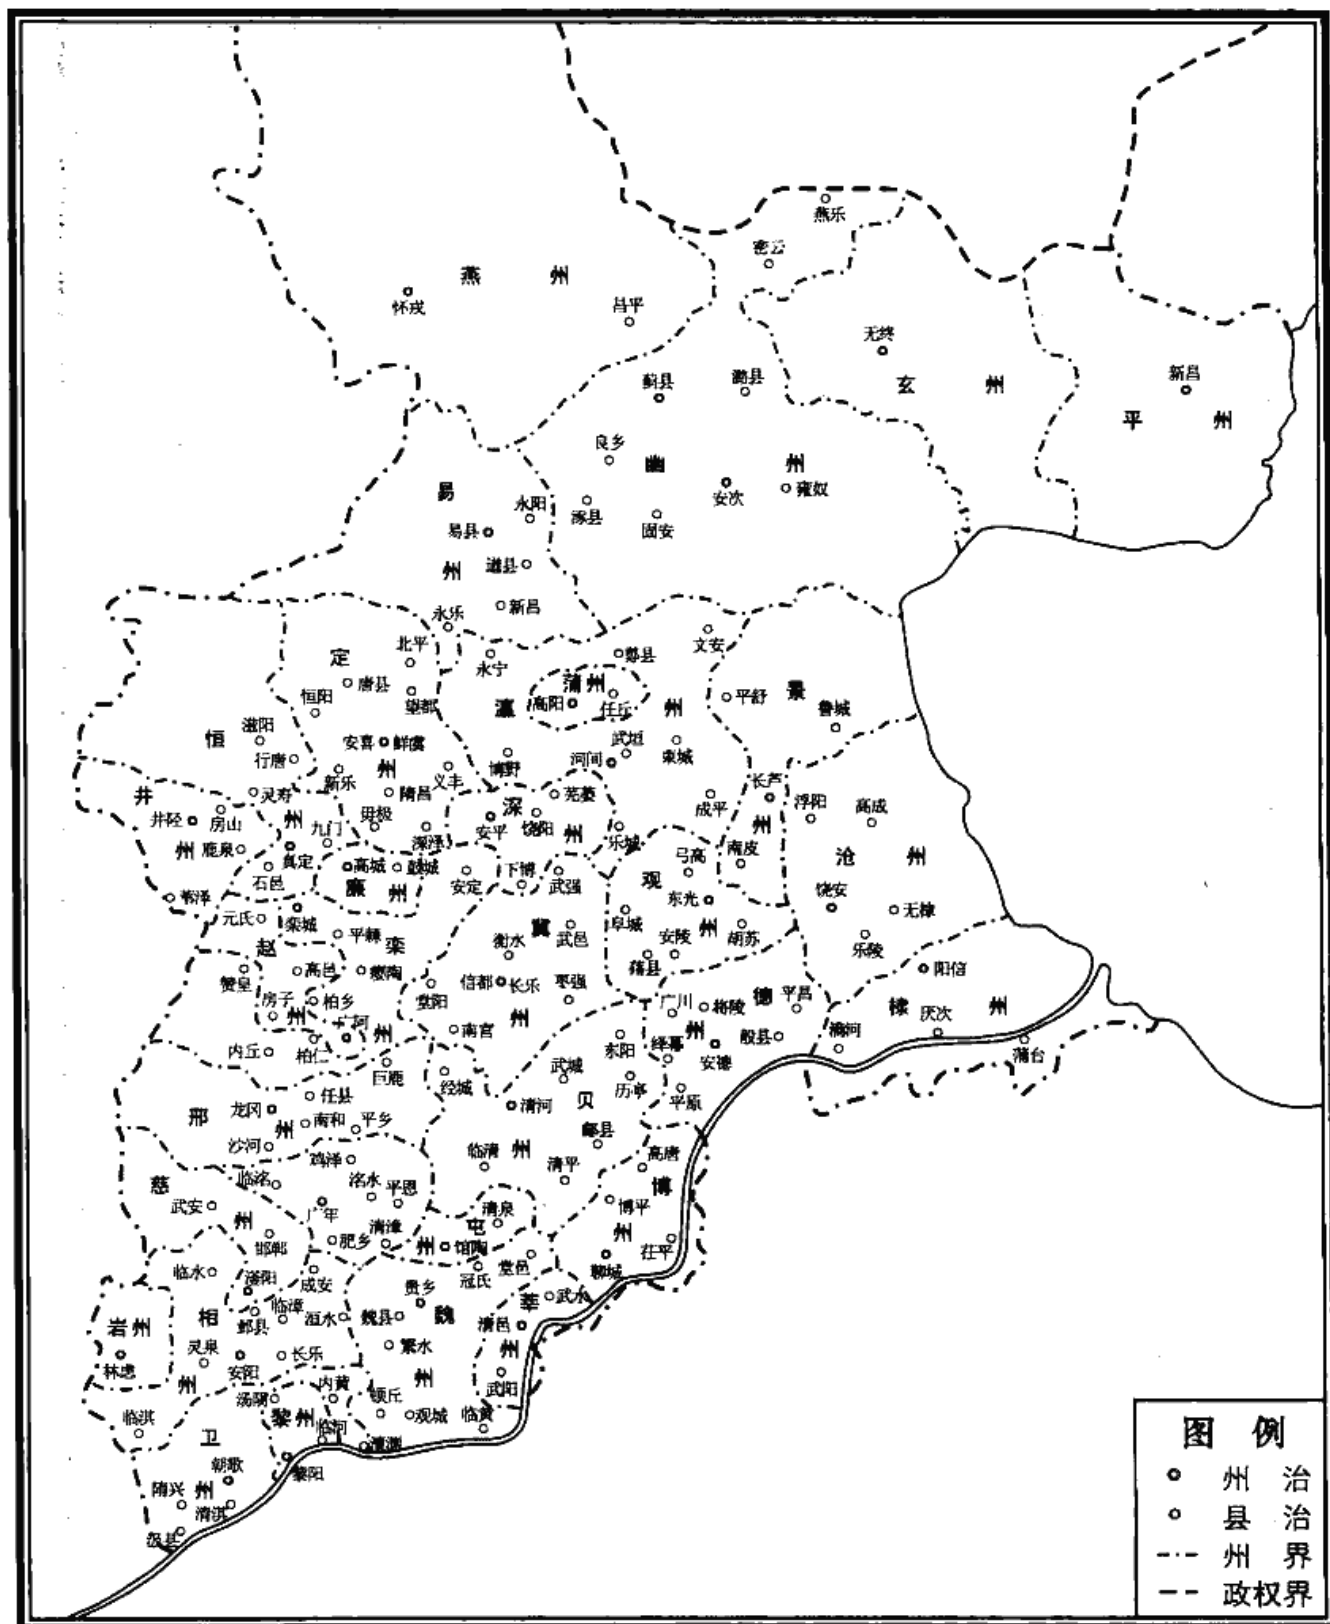 燕乐
密云
燕 州
怀戎
昌平
无终
蓟县
潞县
玄 州
新昌
平 州
良乡
幽 州
易
永阳
涿县
安次
雍奴
易县
固安
州
遒县
新昌
永乐
北平
文安
定
永宁
鄚县
唐县
蒲州
恒阳
望都
瀛
高阳
任丘
州
平舒
景
鲁城
滋阳
恒
安喜
鲜虞
武垣
行唐
河间
束城
新乐
州
义丰
博野
长芦
井
灵寿
隋昌
深
芜蒌
成平
浮阳
高成
井陉
房山
州
九门
毋极
深泽
安平
饶阳
州
乐城
州
州
鹿泉
真定
弓高
南皮
沧 州
石邑
高城
鼓城
安定
下博
武强
观
苇泽
廉 州
东光
饶安
无棣
元氏
栾城
平棘
冀
武邑
阜城
州
胡苏
赵
栾
衡水
安陵
乐陵
蓨县
赞皇
高邑
瘿陶
信都
长乐
枣强
阳信
堂阳
广川
将陵
德
平昌
房子
柏乡
州
州
棣 州
州
州
厌次
南宫
滴河
内丘
柏仁
东阳
绎幕
安德
般县
蒲台
巨鹿
经城
武城
历亭
平原
任县
邢
龙冈
清河
贝
州
南和
平乡
鄃县
沙河
临清
州
清平
高唐
鸡泽
慈
临洺
洺水
平恩
博
武安
博平
州
广年
清泉
州
邯郸
肥乡
清漳
州
馆陶
屯
堂邑
茌平
聊城
临水
滏阳
成安
冠氏
贵乡
莘
武水
岩州
相
临漳
洹水
魏县
魏
清邑
邺县
林虑
灵泉
安阳
长乐
繁水
州
州
内黄
州
武阳
汤阴
顿丘
临淇
黎州
临河
观城
临黄
卫
澶渊
朝歌
黎阳
隋兴
州
清淇
汲县
图 例
州 治
县 治
州 界
政权界